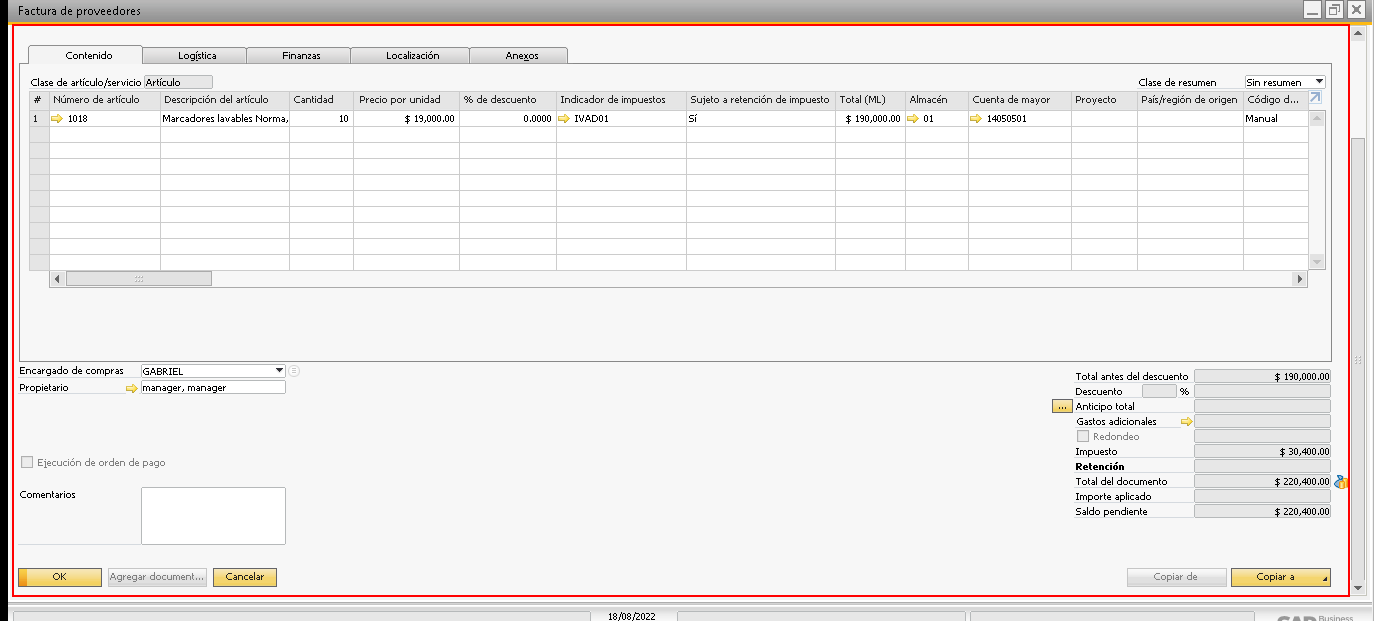 Factura de proveedores
Contenido Logística Finanzas Localización Anexos
Clase de artículo/servicio Artículo Clase de resumen Sin resumen
# Número de artículo Descripción del artículo Cantidad Precio por unidad % de descuento Indicador de impuestos Sujeto a retención de impuesto Total (ML) Almacén Cuenta de mayor Proyecto País/región de origen Código d...
1 1018 Marcadores lavables Norma, 10 $ 19,000.00 0.0000 IVAD01 Sí $ 190,000.00 01 14050501 Manual
Encargado de compras GABRIEL
Propietario manager, manager
Total antes del descuento $ 190,000.00
Descuento %
... Anticipo total
Gastos adicionales
Redondeo
Impuesto $ 30,400.00
Ejecución de orden de pago
Retención
Total del documento $ 220,400.00
Comentarios
Importe aplicado
Saldo pendiente $ 220,400.00
OK Agregar document... Cancelar Copiar de Copiar a
18/08/2022
SAP Business